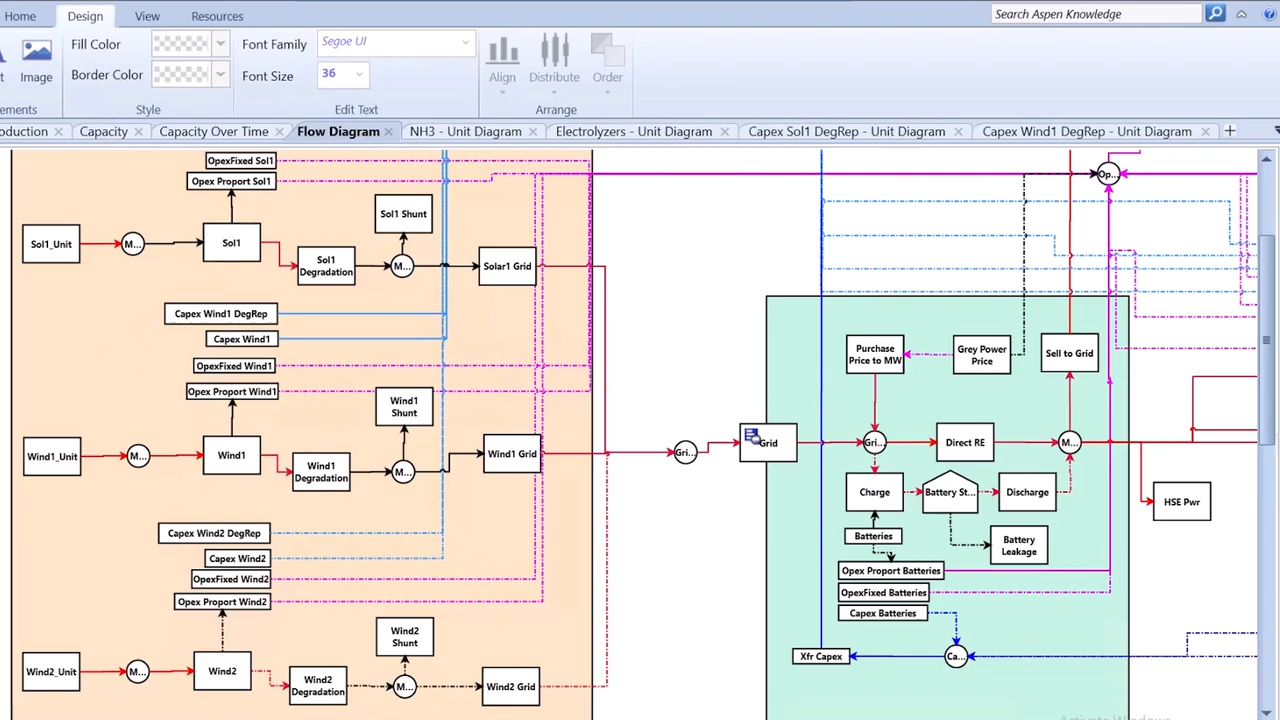 Home
Design
View
Resources
Search Aspen Knowledge
Fill Color
Font Family
Segoe UI
Image
Border Color
Font Size
36
Align
Distribute
Order
Style
Edit Text
Arrange
Capacity
Capacity Over Time
Flow Diagram
NH3 - Unit Diagram
Electrolyzers - Unit Diagram
Capex Sol1 DegRep - Unit Diagram
Capex Wind1 DegRep - Unit Diagram
OpexFixed Sol1
Opex Proport Sol1
Op...
Sol1 Shunt
Sol1_Unit
M...
Sol1
Sol1
Degradation
M...
Solar1 Grid
Capex Wind1 DegRep
Capex Wind1
OpexFixed Wind1
Opex Proport Wind1
Wind1
Shunt
Wind1_Unit
M...
Wind1
Wind1
Degradation
M...
Wind1 Grid
Gri...
Grid
Purchase
Price to MW
Grey Power
Price
Sell to Grid
Gri...
Direct RE
M...
Charge
Battery St...
Discharge
HSE Pwr
Batteries
Battery
Leakage
Opex Proport Batteries
OpexFixed Batteries
Capex Batteries
Xfr Capex
Ca...
Capex Wind2 DegRep
Capex Wind2
OpexFixed Wind2
Opex Proport Wind2
Wind2
Shunt
Wind2_Unit
M...
Wind2
Wind2
Degradation
M...
Wind2 Grid